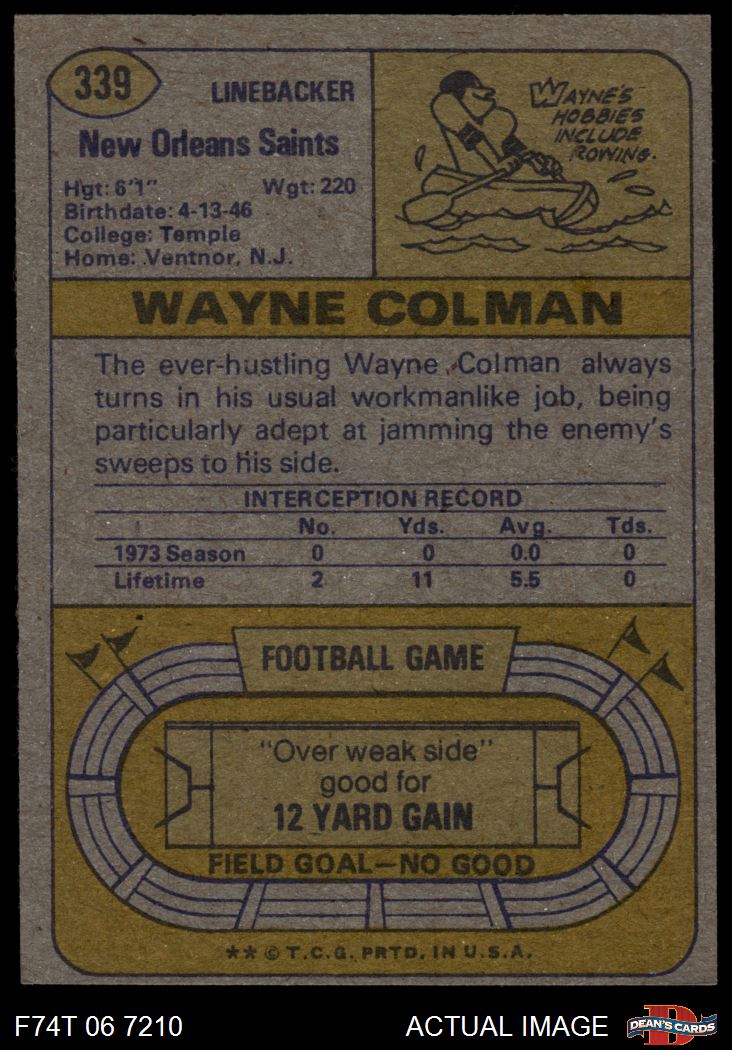 339
LINEBACKER
New Orleans Saints
Hgt: 6'1" Wgt: 220
Birthdate: 4-13-46
College: Temple
Home: Ventnor, N.J.
WAYNE'S
HOBBIES
INCLUDE
ROWING.
WAYNE COLMAN
The ever-hustling Wayne Colman always
turns in his usual workmanlike job, being
particularly adept at jamming the enemy's
sweeps to his side.
INTERCEPTION RECORD
No. Yds. Avg. Tds.
1973 Season 0 0 0.0 0
Lifetime 2 11 5.5 0
FOOTBALL GAME
"Over weak side"
good for
12 YARD GAIN
FIELD GOAL—NO GOOD
** © T.C.G. PRTD. IN U.S.A.
F74T 06 7210 ACTUAL IMAGE D DEAN'S CARDS